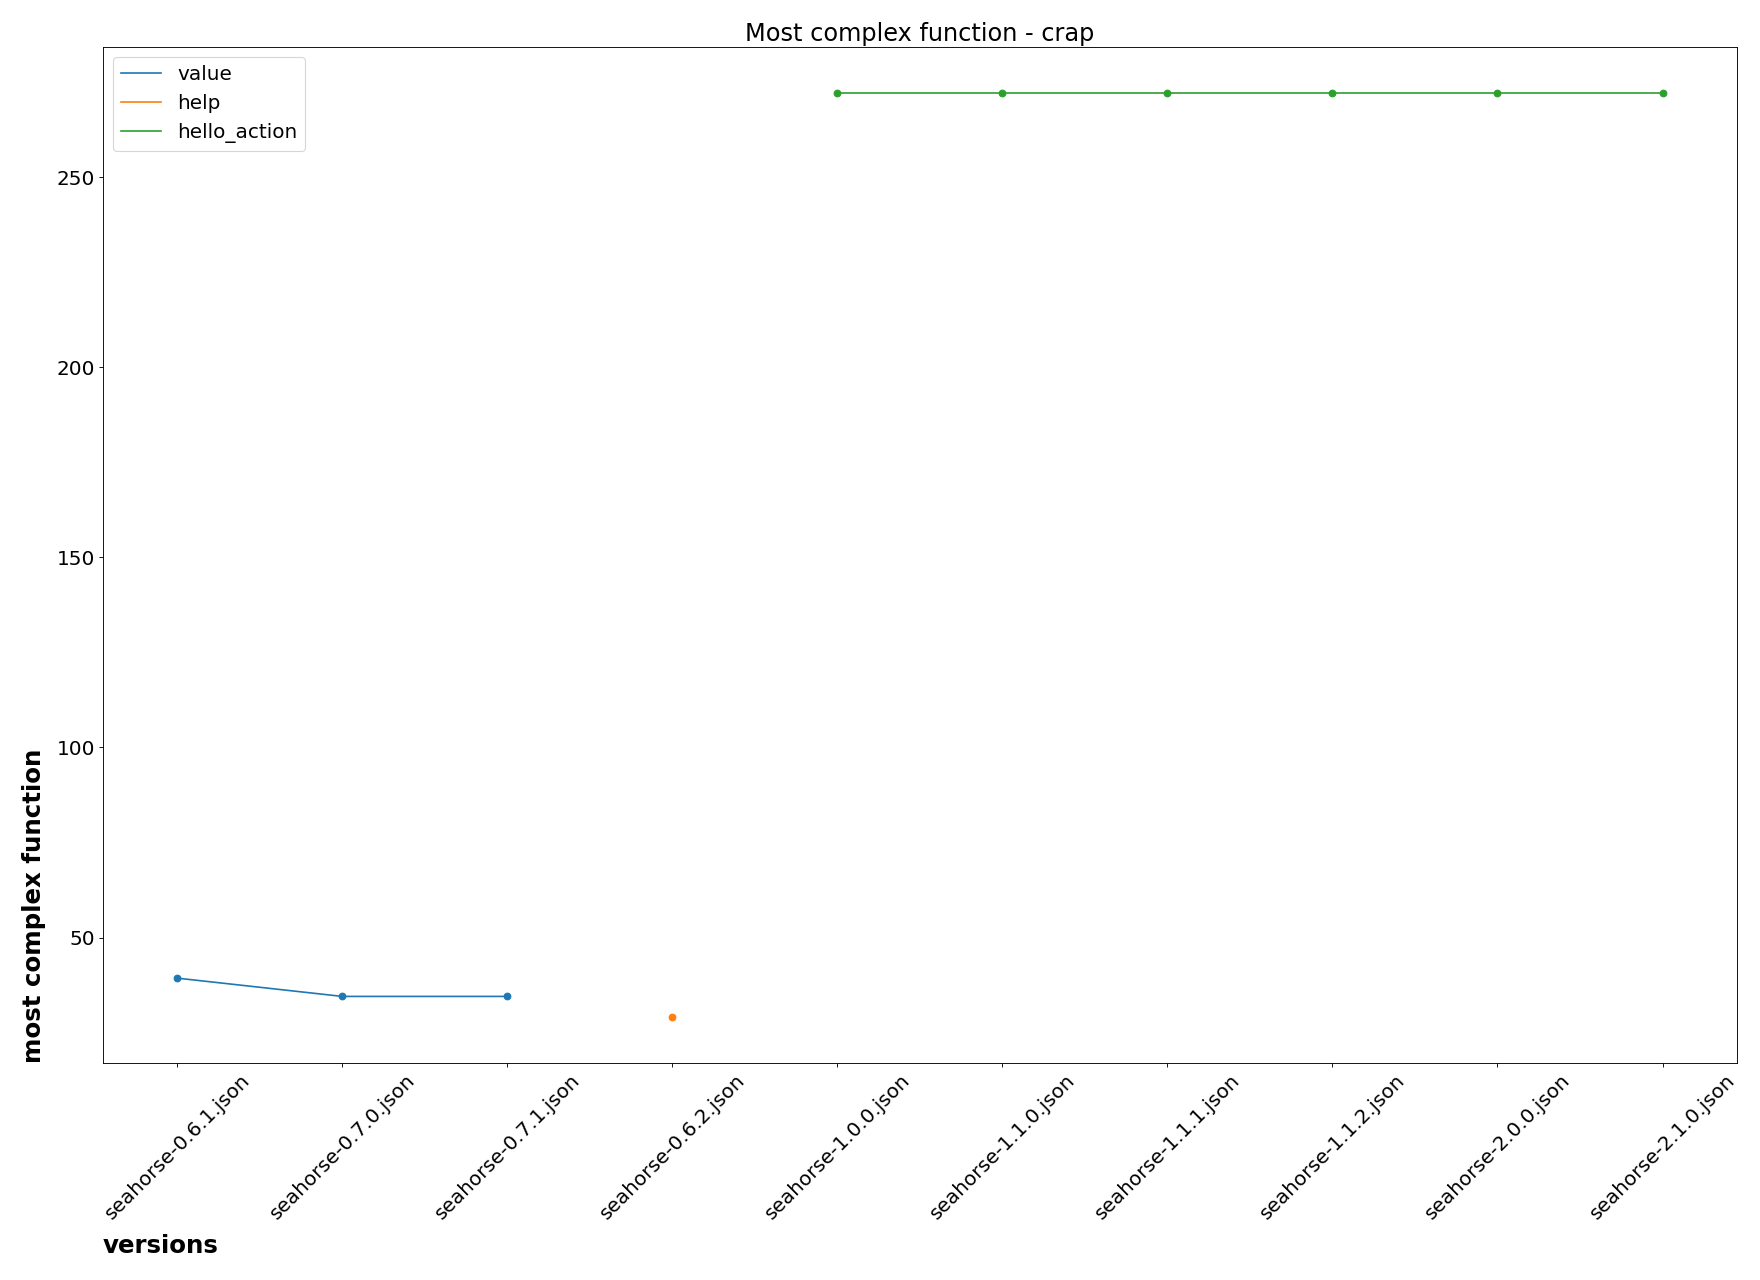 Most complex function - crap
value
help
hello_action
250
200
150
100
50
most complex function
seahorse-0.6.1.json
seahorse-0.7.0.json
seahorse-0.7.1.json
seahorse-0.6.2.json
seahorse-1.0.0.json
seahorse-1.1.0.json
seahorse-1.1.1.json
seahorse-1.1.2.json
seahorse-2.0.0.json
seahorse-2.1.0.json
versions